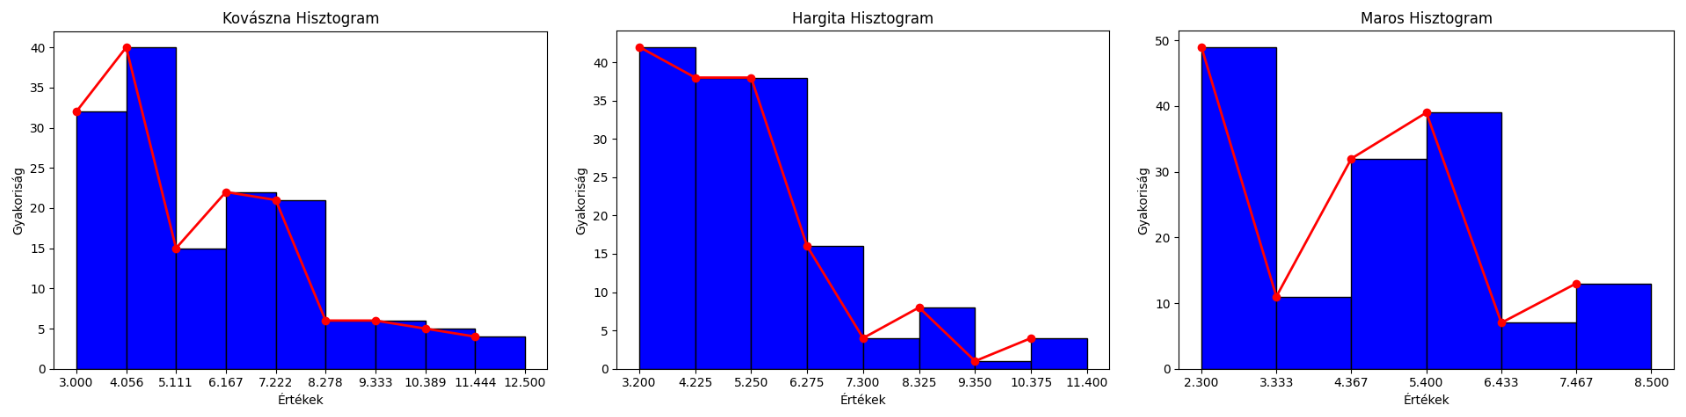 Kovászna Hisztogram
Gyakoriság
40
35
30
25
20
15
10
5
0
3.000 4.056 5.111 6.167 7.222 8.278 9.333 10.389 11.444 12.500
Értékek
Hargita Hisztogram
Gyakoriság
40
35
30
25
20
15
10
5
0
3.200 4.225 5.250 6.275 7.300 8.325 9.350 10.375 11.400
Értékek
Maros Hisztogram
Gyakoriság
50
40
30
20
10
0
2.300 3.333 4.367 5.400 6.433 7.467 8.500
Értékek